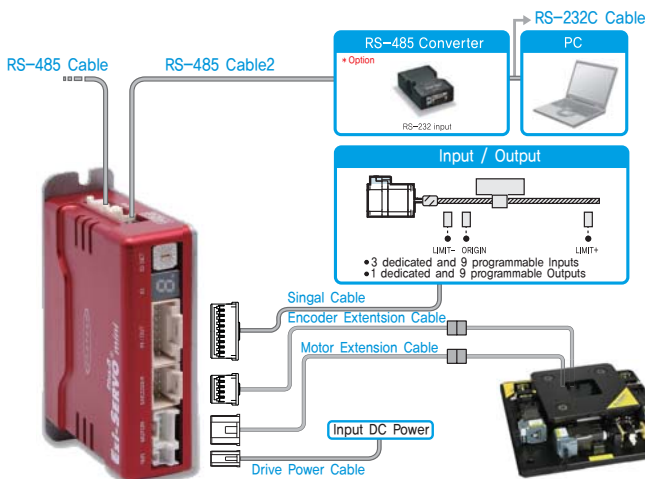 RS-232C Cable
RS-485 Cable
RS-485 Cable2
RS-485 Converter
* Option
RS-232 input
PC
Input / Output
LIMIT-
ORIGIN
LIMIT+
●3 dedicated and 9 programmable Inputs
●1 dedicated and 9 programmable Outputs
Singal Cable
Encoder Extentsion Cable
Motor Extension Cable
Input DC Power
Drive Power Cable
Ezi-SERVO
mini
MOTOR